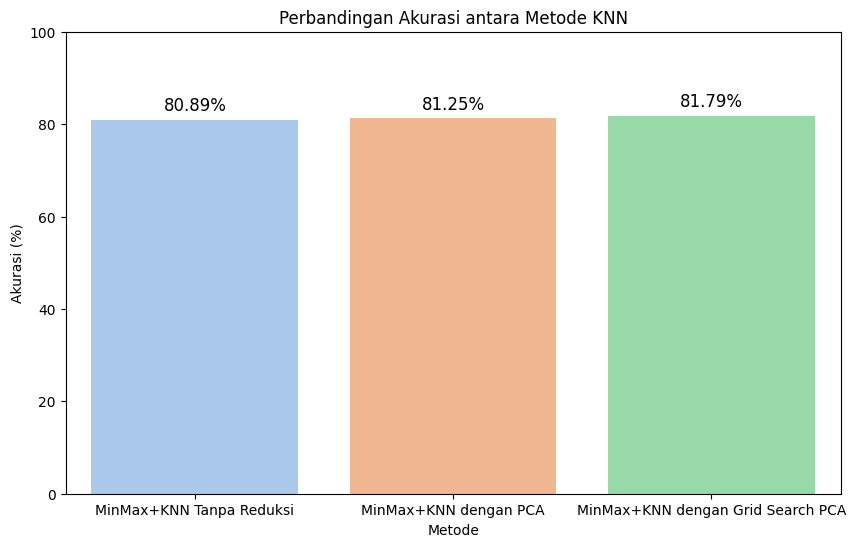 Perbandingan Akurasi antara Metode KNN
100
80
60
40
20
0
Akurasi (%)
80.89%
81.25%
81.79%
MinMax+KNN Tanpa Reduksi
MinMax+KNN dengan PCA
MinMax+KNN dengan Grid Search PCA
Metode